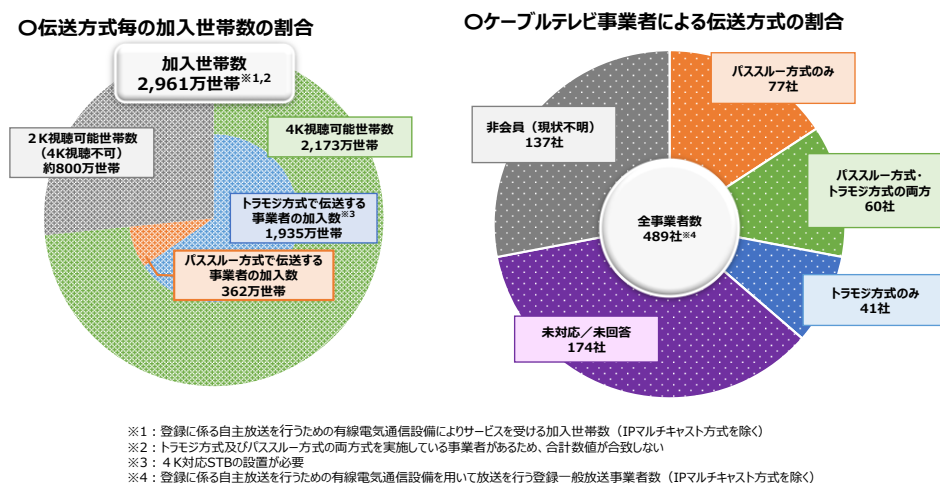 〇伝送方式毎の加入世帯数の割合
加入世帯数
2,961万世帯※1,2
2K視聴可能世帯数
（4K視聴不可）
約800万世帯
4K視聴可能世帯数
2,173万世帯
トラモジ方式で伝送する
事業者の加入数※3
1,935万世帯
パススルー方式で伝送する
事業者の加入数
362万世帯
〇ケーブルテレビ事業者による伝送方式の割合
パススルー方式のみ
77社
非会員（現状不明）
137社
パススルー方式・
トラモジ方式の両方
60社
全事業者数
489社※4
トラモジ方式のみ
41社
未対応／未回答
174社
※1：登録に係る自主放送を行うための有線電気通信設備によりサービスを受ける加入世帯数（IPマルチキャスト方式を除く）
※2：トラモジ方式及びパススルー方式の両方式を実施している事業者があるため、合計数値が合致しない
※3：４K対応STBの設置が必要
※4：登録に係る自主放送を行うための有線電気通信設備を用いて放送を行う登録一般放送事業者数（IPマルチキャスト方式を除く）